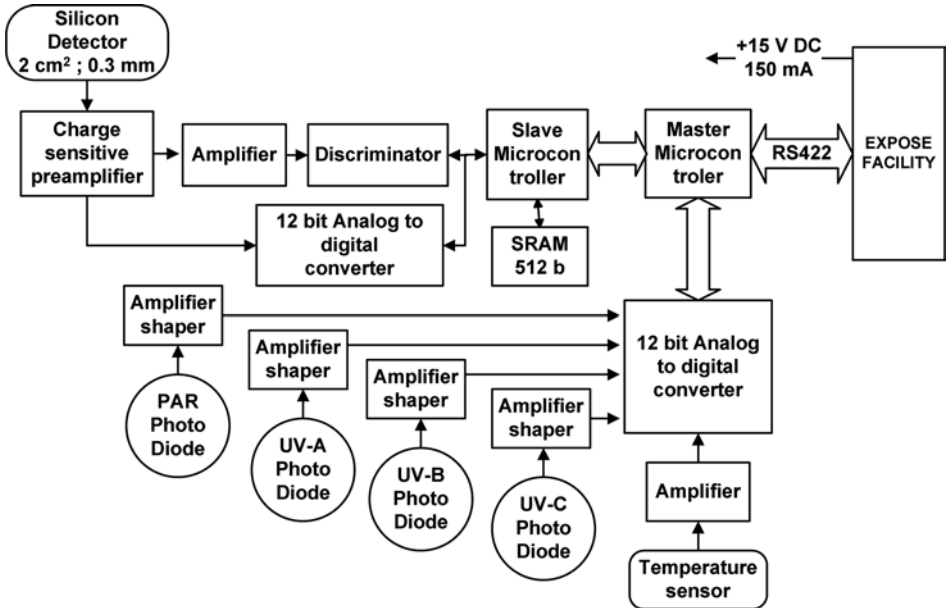 Silicon
Detector
2 cm² ; 0.3 mm
+15 V DC
150 mA
Charge
sensitive
preamplifier
Amplifier
Discriminator
Slave
Microcon
troller
Master
Microcon
troler
RS422
EXPOSE
FACILITY
12 bit Analog to
digital
converter
SRAM
512 b
Amplifier
shaper
Amplifier
shaper
Amplifier
shaper
Amplifier
shaper
12 bit Analog
to digital
converter
PAR
Photo
Diode
UV-A
Photo
Diode
UV-B
Photo
Diode
UV-C
Photo
Diode
Amplifier
Temperature
sensor